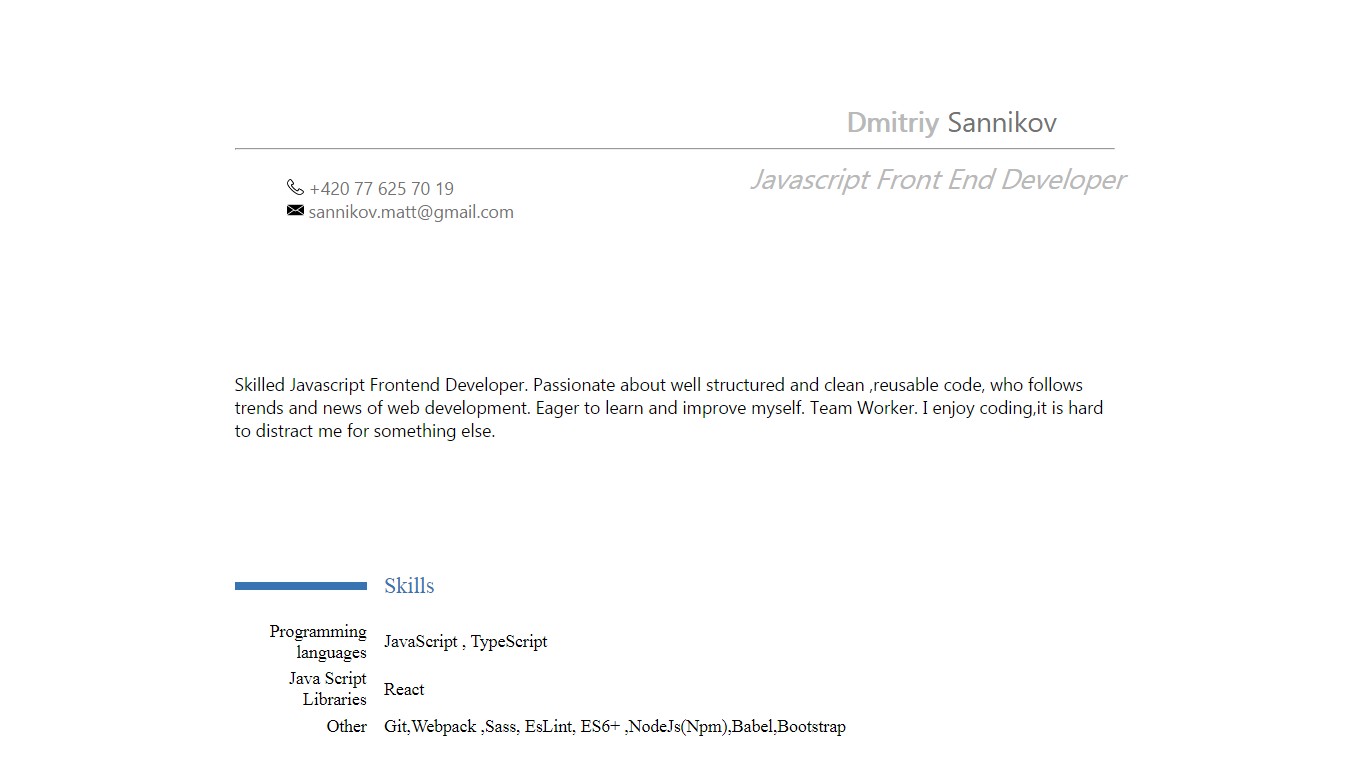 Dmitriy Sannikov
Javascript Front End Developer
+420 77 625 70 19
sannikov.matt@gmail.com
Skilled Javascript Frontend Developer. Passionate about well structured and clean ,reusable code, who follows
trends and news of web development. Eager to learn and improve myself. Team Worker. I enjoy coding,it is hard
to distract me for something else.
Skills
Programming
languages
JavaScript , TypeScript
Java Script
Libraries
React
Other Git,Webpack ,Sass, EsLint, ES6+ ,NodeJs(Npm),Babel,Bootstrap